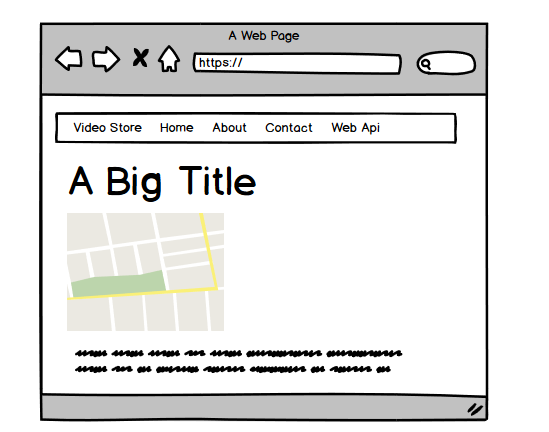 A Web Page
https://
Video Store Home About Contact Web Api
A Big Title